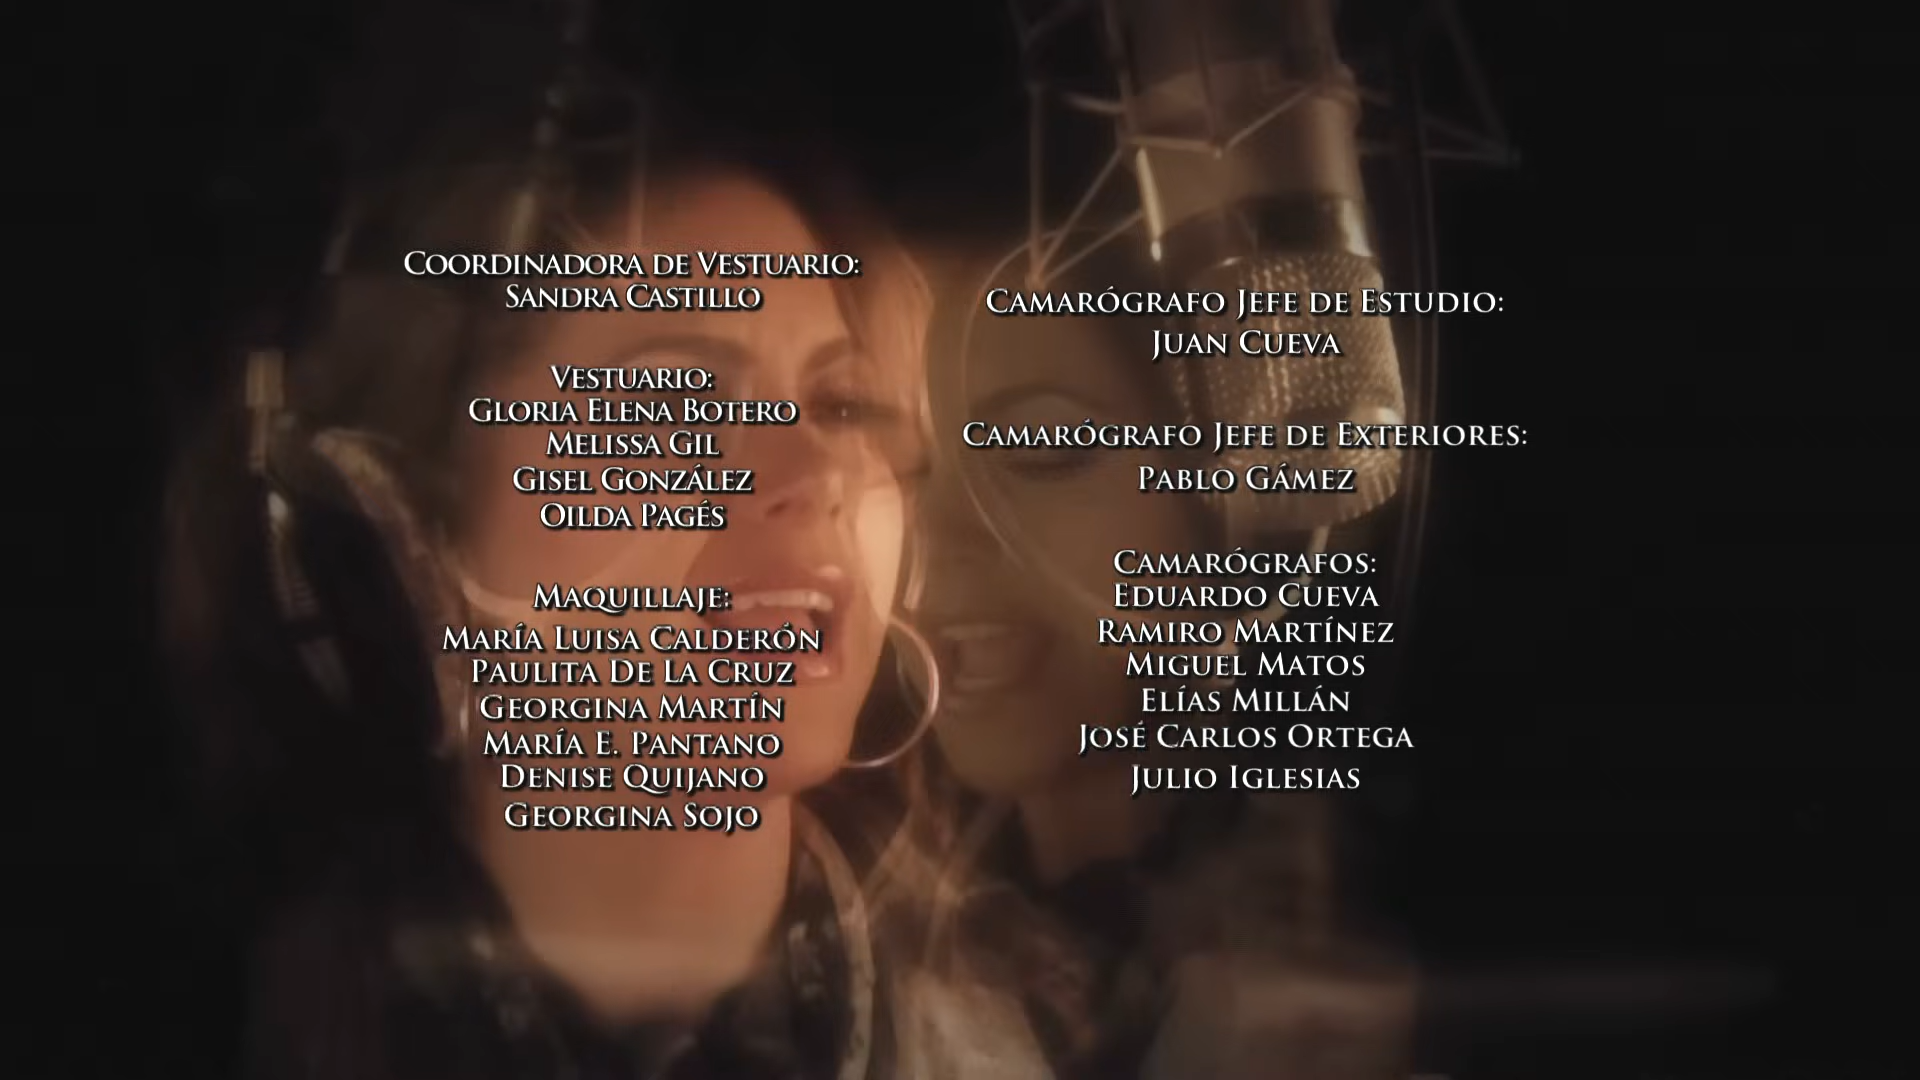 Coordinadora de Vestuario:
Sandra Castillo
Vestuario:
Gloria Elena Botero
Melissa Gil
Gisel González
Oilda Pagés
Maquillaje:
María Luisa Calderón
Paulita De La Cruz
Georgina Martín
María E. Pantano
Denise Quijano
Georgina Sojo
Camarógrafo Jefe de Estudio:
Juan Cueva
Camarógrafo Jefe de Exteriores:
Pablo Gámez
Camarógrafos:
Eduardo Cueva
Ramiro Martínez
Miguel Matos
Elías Millán
José Carlos Ortega
Julio Iglesias